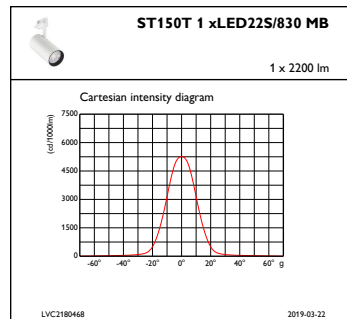 ST150T 1 xLED22S/830 MB
1 x 2200 lm
Cartesian intensity diagram
(cd/1000lm)
7500
6000
4500
3000
1500
0
-60° -40° -20° 0° 20° 40° 60° g
LVC2180468 2019-03-22